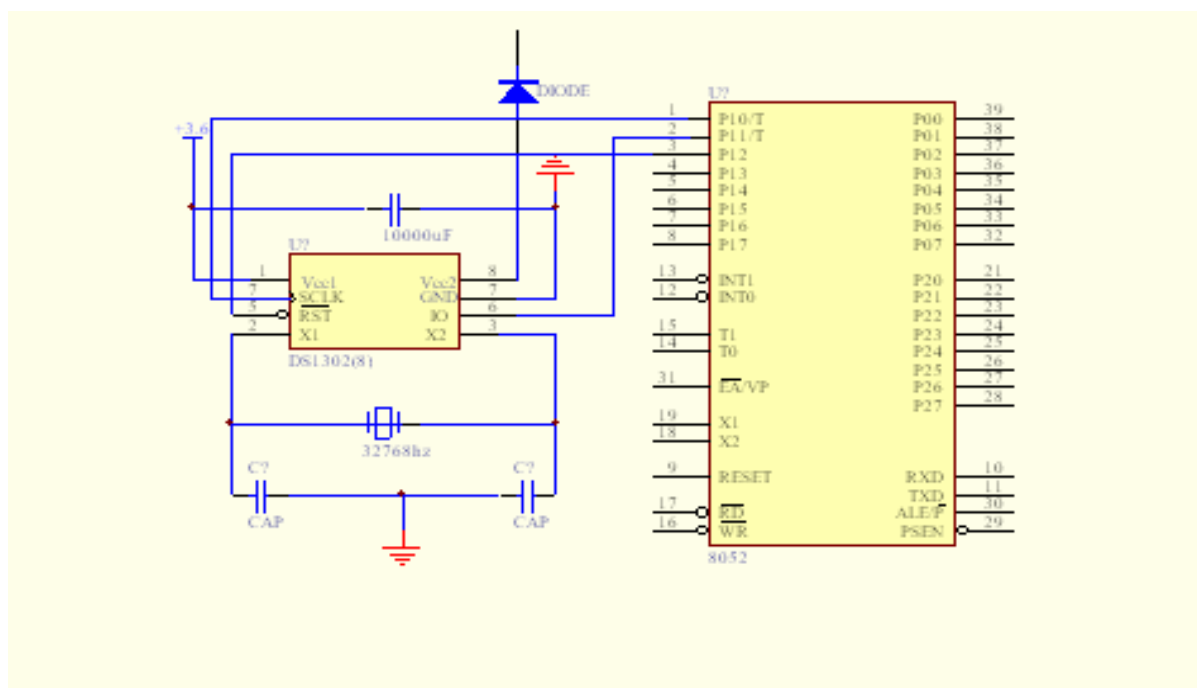 DIODE
+3.6
10000uF
U?
1 Vcc1 Vcc2 8
7 SCLK GND 7
5 RST IO 6
2 X1 X2 3
DS1302(8)
32768hz
C? C?
CAP CAP
U?
1 P10/T P00 39
2 P11/T P01 38
3 P12 P02 37
4 P13 P03 36
5 P14 P04 35
6 P15 P05 34
7 P16 P06 33
8 P17 P07 32
13 INT1 P20 21
12 INT0 P21 22
P22 23
15 T1 P23 24
14 T0 P24 25
P25 26
31 EA/VP P26 27
P27 28
19 X1
18 X2
9 RESET RXD 10
TXD 11
17 RD ALE/P 30
16 WR PSEN 29
8052